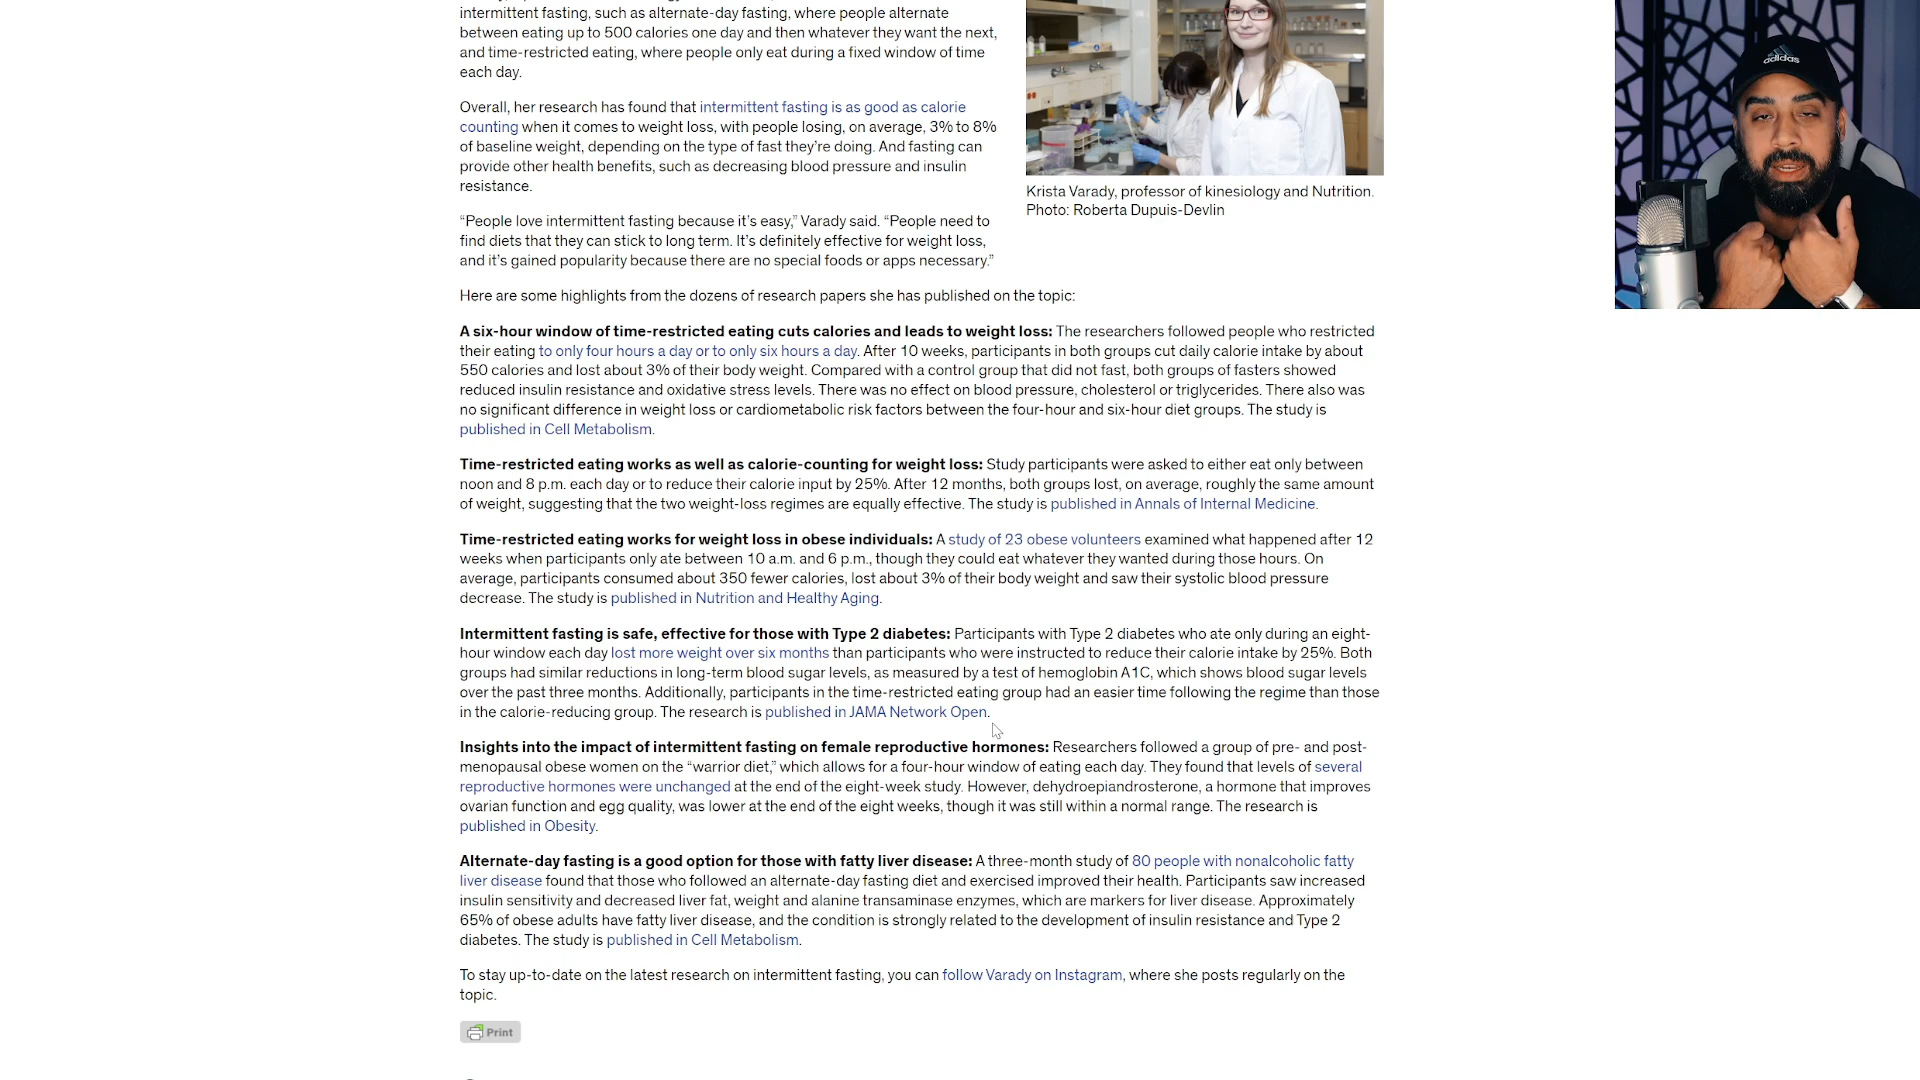 intermittent fasting, such as alternate-day fasting, where people alternate
between eating up to 500 calories one day and then whatever they want the next,
and time-restricted eating, where people only eat during a fixed window of time
each day.
Overall, her research has found that intermittent fasting is as good as calorie
counting when it comes to weight loss, with people losing, on average, 3% to 8%
of baseline weight, depending on the type of fast they're doing. And fasting can
provide other health benefits, such as decreasing blood pressure and insulin
resistance.
“People love intermittent fasting because it's easy,” Varady said. “People need to
find diets that they can stick to long term. It's definitely effective for weight loss,
and it's gained popularity because there are no special foods or apps necessary.”
Krista Varady, professor of kinesiology and Nutrition.
Photo: Roberta Dupuis-Devlin
adidas
Here are some highlights from the dozens of research papers she has published on the topic:
A six-hour window of time-restricted eating cuts calories and leads to weight loss: The researchers followed people who restricted
their eating to only four hours a day or to only six hours a day. After 10 weeks, participants in both groups cut daily calorie intake by about
550 calories and lost about 3% of their body weight. Compared with a control group that did not fast, both groups of fasters showed
reduced insulin resistance and oxidative stress levels. There was no effect on blood pressure, cholesterol or triglycerides. There also was
no significant difference in weight loss or cardiometabolic risk factors between the four-hour and six-hour diet groups. The study is
published in Cell Metabolism.
Time-restricted eating works as well as calorie-counting for weight loss: Study participants were asked to either eat only between
noon and 8 p.m. each day or to reduce their calorie input by 25%. After 12 months, both groups lost, on average, roughly the same amount
of weight, suggesting that the two weight-loss regimes are equally effective. The study is published in Annals of Internal Medicine.
Time-restricted eating works for weight loss in obese individuals: A study of 23 obese volunteers examined what happened after 12
weeks when participants only ate between 10 a.m. and 6 p.m., though they could eat whatever they wanted during those hours. On
average, participants consumed about 350 fewer calories, lost about 3% of their body weight and saw their systolic blood pressure
decrease. The study is published in Nutrition and Healthy Aging.
Intermittent fasting is safe, effective for those with Type 2 diabetes: Participants with Type 2 diabetes who ate only during an eight-
hour window each day lost more weight over six months than participants who were instructed to reduce their calorie intake by 25%. Both
groups had similar reductions in long-term blood sugar levels, as measured by a test of hemoglobin A1C, which shows blood sugar levels
over the past three months. Additionally, participants in the time-restricted eating group had an easier time following the regime than those
in the calorie-reducing group. The research is published in JAMA Network Open.
Insights into the impact of intermittent fasting on female reproductive hormones: Researchers followed a group of pre- and post-
menopausal obese women on the “warrior diet,” which allows for a four-hour window of eating each day. They found that levels of several
reproductive hormones were unchanged at the end of the eight-week study. However, dehydroepiandrosterone, a hormone that improves
ovarian function and egg quality, was lower at the end of the eight weeks, though it was still within a normal range. The research is
published in Obesity.
Alternate-day fasting is a good option for those with fatty liver disease: A three-month study of 80 people with nonalcoholic fatty
liver disease found that those who followed an alternate-day fasting diet and exercised improved their health. Participants saw increased
insulin sensitivity and decreased liver fat, weight and alanine transaminase enzymes, which are markers for liver disease. Approximately
65% of obese adults have fatty liver disease, and the condition is strongly related to the development of insulin resistance and Type 2
diabetes. The study is published in Cell Metabolism.
To stay up-to-date on the latest research on intermittent fasting, you can follow Varady on Instagram, where she posts regularly on the
topic.
Print